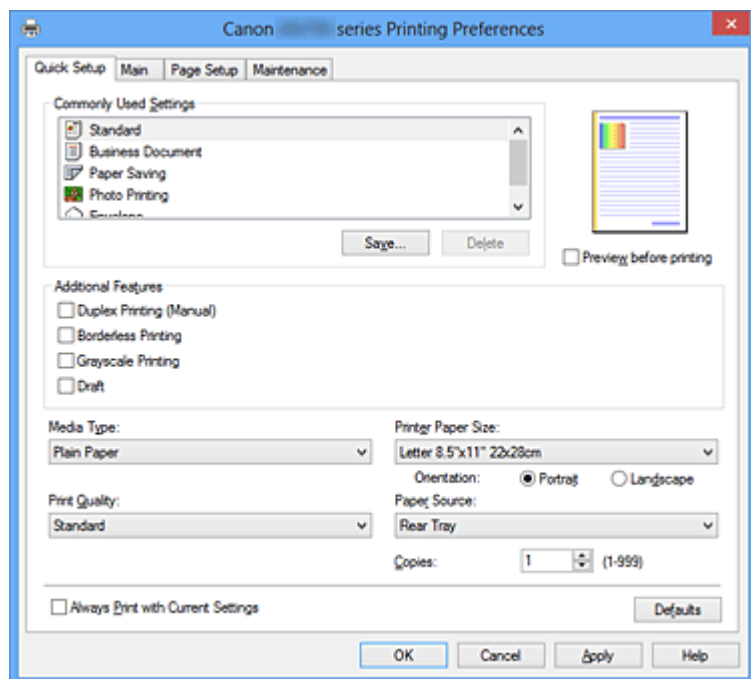 Canon series Printing Preferences
Quick Setup Main Page Setup Maintenance
Commonly Used Settings
Standard
Business Document
Paper Saving
Photo Printing
Envelope
Save... Delete
Preview before printing
Additional Features
Duplex Printing (Manual)
Borderless Printing
Grayscale Printing
Draft
Media Type: Printer Paper Size:
Plain Paper Letter 8.5"x11" 22x28cm
Orientation: Portrait Landscape
Print Quality: Paper Source:
Standard Rear Tray
Copies: 1 (1-999)
Always Print with Current Settings Defaults
OK Cancel Apply Help